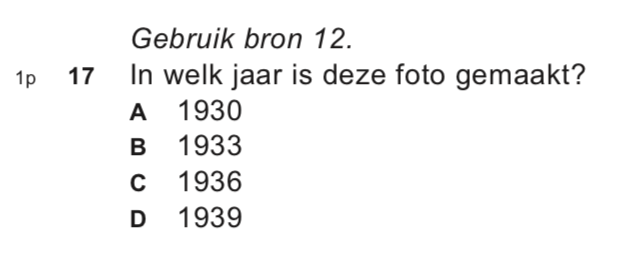 Gebruik bron 12.
1p 17 In welk jaar is deze foto gemaakt?
A 1930
B 1933
C 1936
D 1939